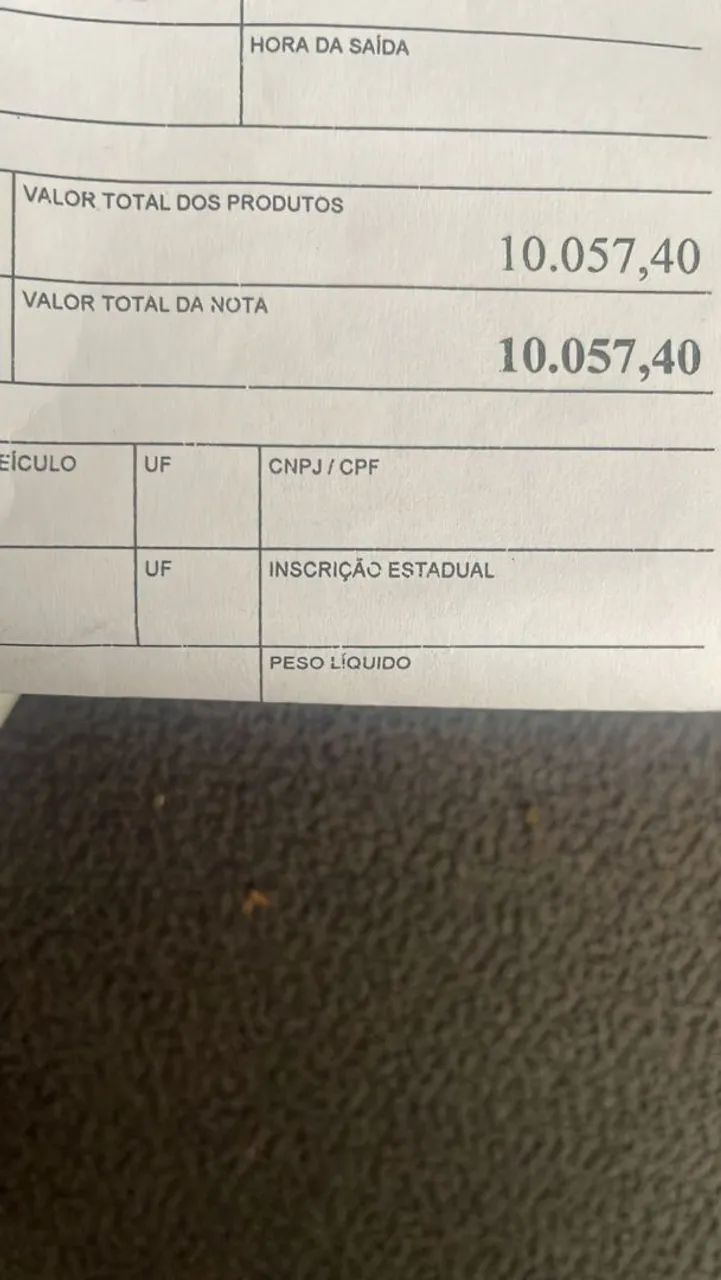 HORA DA SAÍDA
VALOR TOTAL DOS PRODUTOS
10.057,40
VALOR TOTAL DA NOTA
10.057,40
EÍCULO UF CNPJ / CPF
UF INSCRIÇÃO ESTADUAL
PESO LÍQUIDO